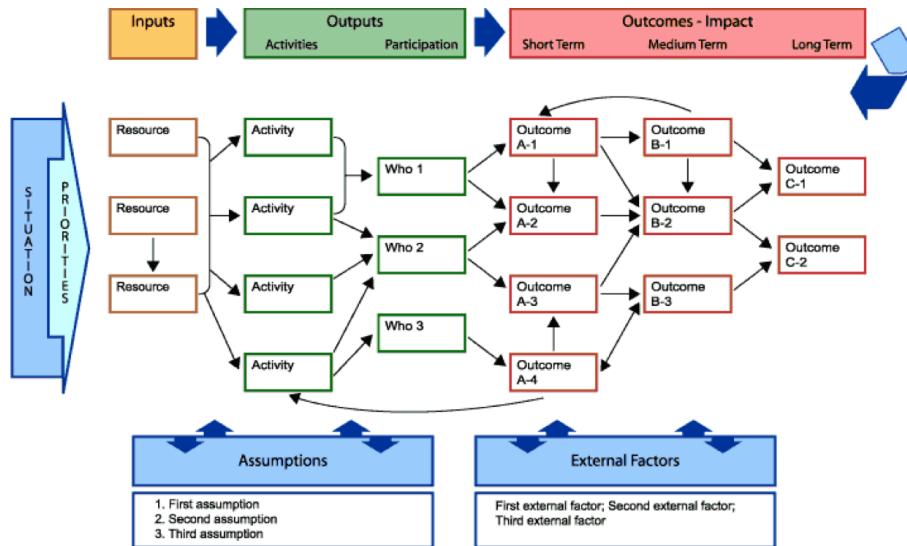 Inputs
Outputs
Activities Participation
Outcomes - Impact
Short Term Medium Term Long Term
SITUATION
PRIORITIES
Resource
Resource
Resource
Activity
Activity
Activity
Activity
Who 1
Who 2
Who 3
Outcome
A-1
Outcome
A-2
Outcome
A-3
Outcome
A-4
Outcome
B-1
Outcome
B-2
Outcome
B-3
Outcome
C-1
Outcome
C-2
Assumptions
1. First assumption
2. Second assumption
3. Third assumption
External Factors
First external factor; Second external factor;
Third external factor